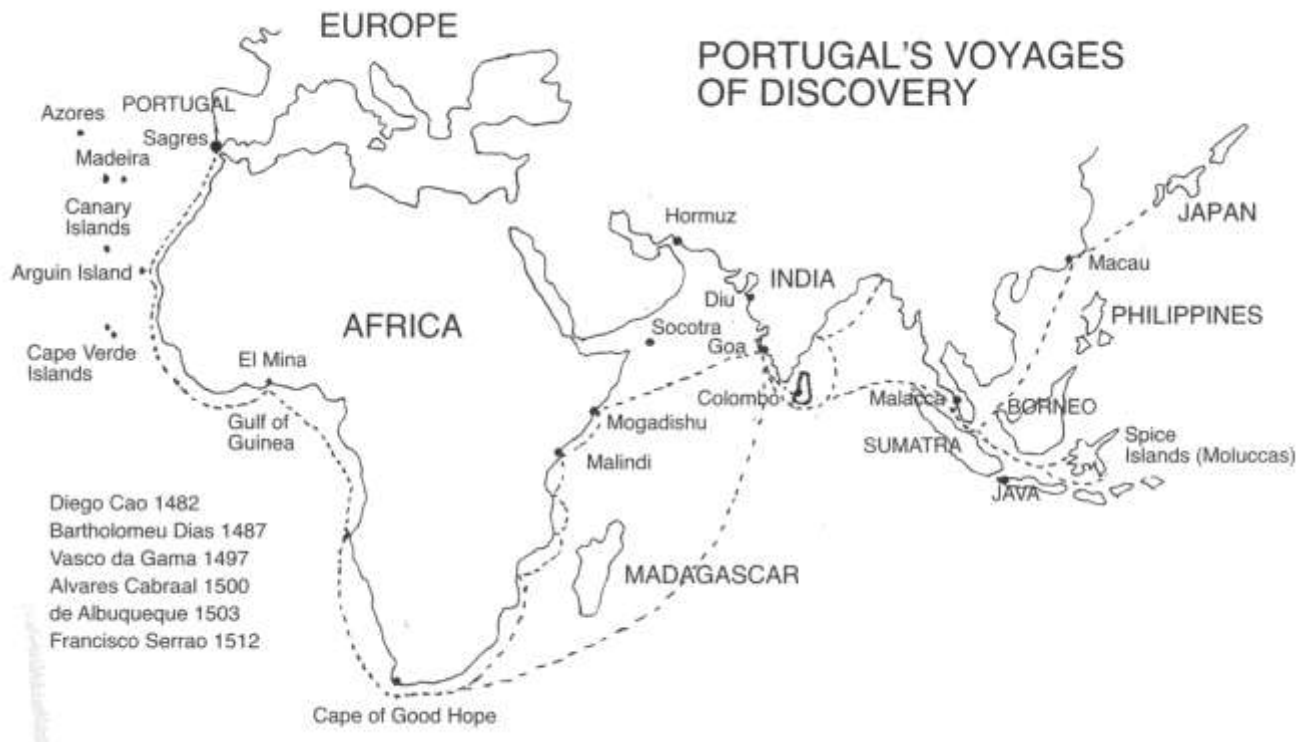 EUROPE
PORTUGAL'S VOYAGES
OF DISCOVERY
PORTUGAL
Azores
Sagres
Madeira
Canary
Islands
Arguin Island
Cape Verde
Islands
El Mina
Gulf of
Guinea
AFRICA
Hormuz
Diu
INDIA
Socotra
Goa
Colombo
Mogadishu
Malindi
MADAGASCAR
JAPAN
Macau
PHILIPPINES
Malacca
BORNEO
SUMATRA
Spice
Islands (Moluccas)
JAVA
Diego Cao 1482
Bartholomeu Dias 1487
Vasco da Gama 1497
Alvares Cabraal 1500
de Albuqueque 1503
Francisco Serrao 1512
Cape of Good Hope